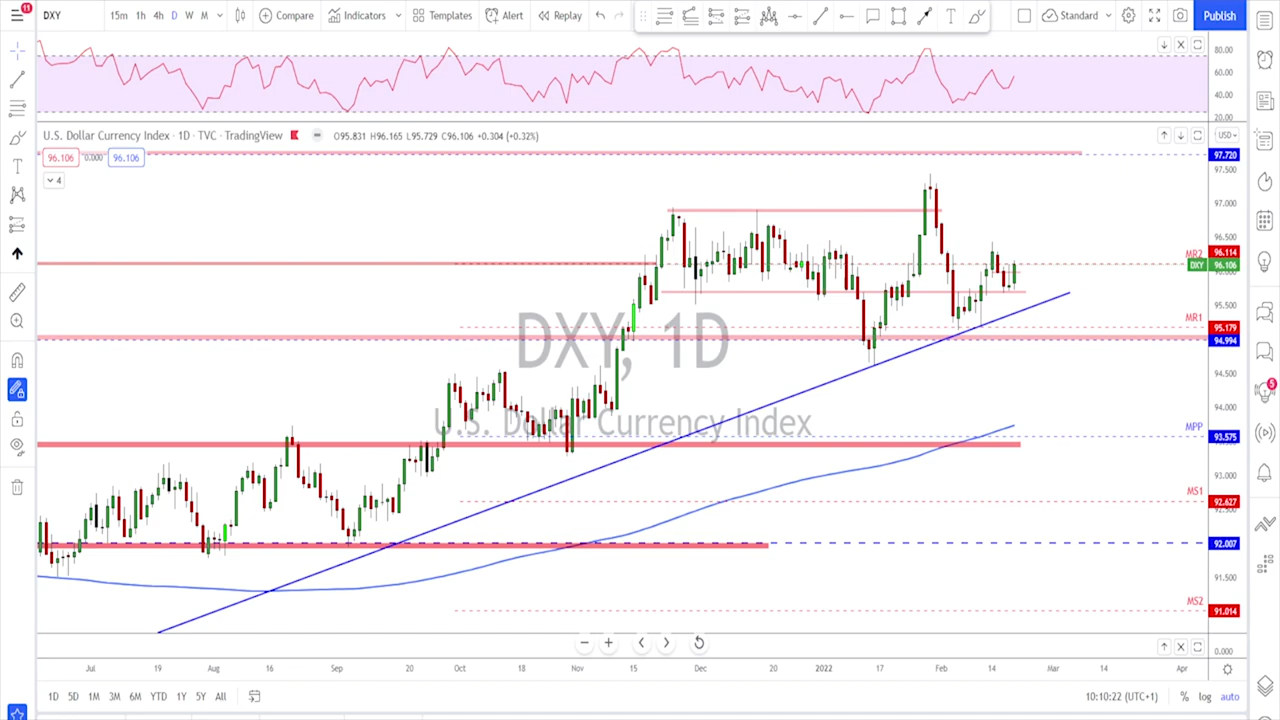 11
DXY 15m 1h 4h D W M Compare Indicators Templates Alert Replay Standard Publish
80.00
60.00
40.00
20.00
U.S. Dollar Currency Index · 1D · TVC · TradingView O95.831 H96.165 L95.729 C96.106 +0.304 (+0.32%)
USD
96.106 0.000 96.106
97.720
4
97.500
97.000
96.500
MR2 96.114
DXY 96.106
95.500
MR1 95.179
94.994
DXY, 1D
U.S. Dollar Currency Index
94.500
94.000
MPP 93.575
93.000
MS1 92.627
92.007
91.500
MS2 91.014
0.000
Jul 19 Aug 16 Sep 20 Oct 18 Nov 15 Dec 20 2022 17 Feb 14 Mar 14 Apr
1D 5D 1M 3M 6M YTD 1Y 5Y All 10:10:22 (UTC+1) % log auto
5